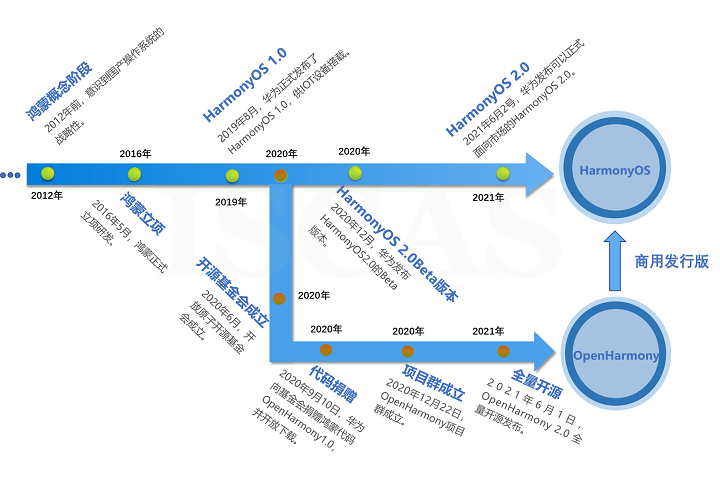 鸿蒙概念阶段
2012年前，意识到国产操作系统的
战略性。
HarmonyOS 1.0
2019年8月，华为正式发布了
HarmonyOS 1.0，供IOT设备搭载。
HarmonyOS 2.0
2021年6月2号，华为发布可以正式
面向市场的HarmonyOS 2.0。
2012年
2016年
2019年
2020年
2020年
2021年
HarmonyOS
鸿蒙立项
2016年5月，鸿蒙正式
立项研发。
HarmonyOS 2.0Beta版本
2020年12月，华为发布
HarmonyOS2.0的Beta
版本。
ISCAS
商用发行版
开源基金会成立
2020年6月，开
放原子开源基金
会成立。
2020年
2020年
2020年
2021年
OpenHarmony
代码捐赠
2020年9月10日，华为
向基金会捐赠鸿蒙代码
OpenHarmony1.0，
并开放下载。
项目群成立
2020年12月22日，
OpenHarmony项目
群成立。
全量开源
2021年6月1日，
OpenHarmony 2.0 全
量开源发布。